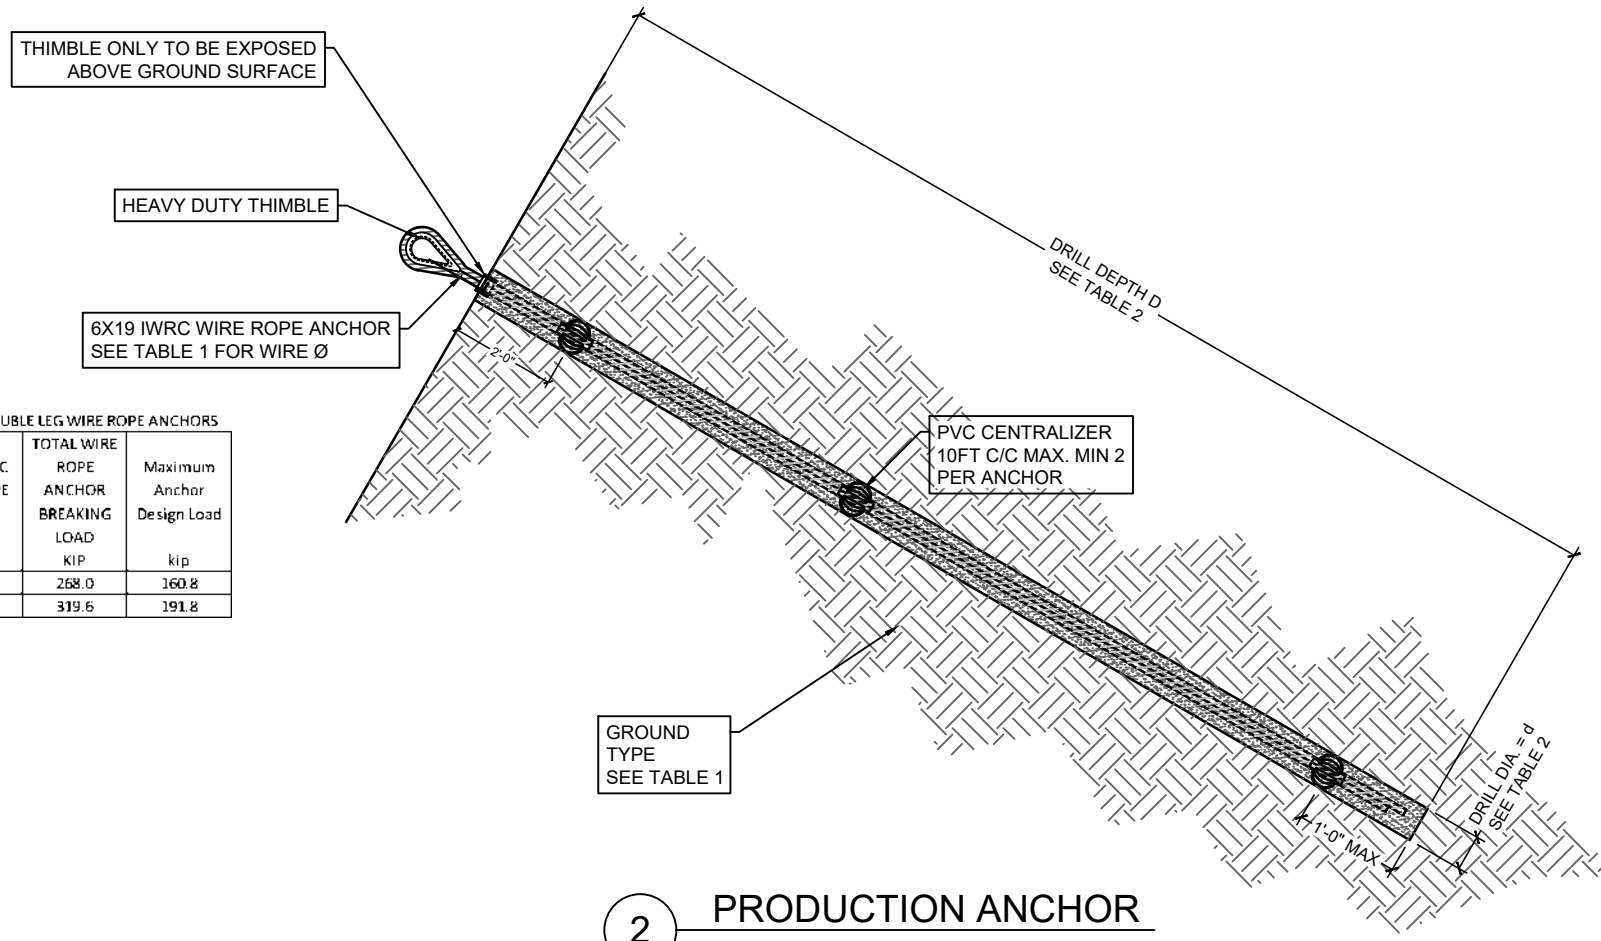 THIMBLE ONLY TO BE EXPOSED
ABOVE GROUND SURFACE
HEAVY DUTY THIMBLE
6X19 IWRC WIRE ROPE ANCHOR
SEE TABLE 1 FOR WIRE Ø
2'-0"
DRILL DEPTH D
SEE TABLE 2
PVC CENTRALIZER
10FT C/C MAX. MIN 2
PER ANCHOR
UBLE LEG WIRE ROPE ANCHORS
TOTAL WIRE
C ROPE Maximum
E ANCHOR Anchor
BREAKING Design Load
LOAD
KIP kip
268.0 160.8
319.6 191.8
GROUND
TYPE
SEE TABLE 1
DRILL DIA. = d
SEE TABLE 2
1'-0" MAX
2 PRODUCTION ANCHOR